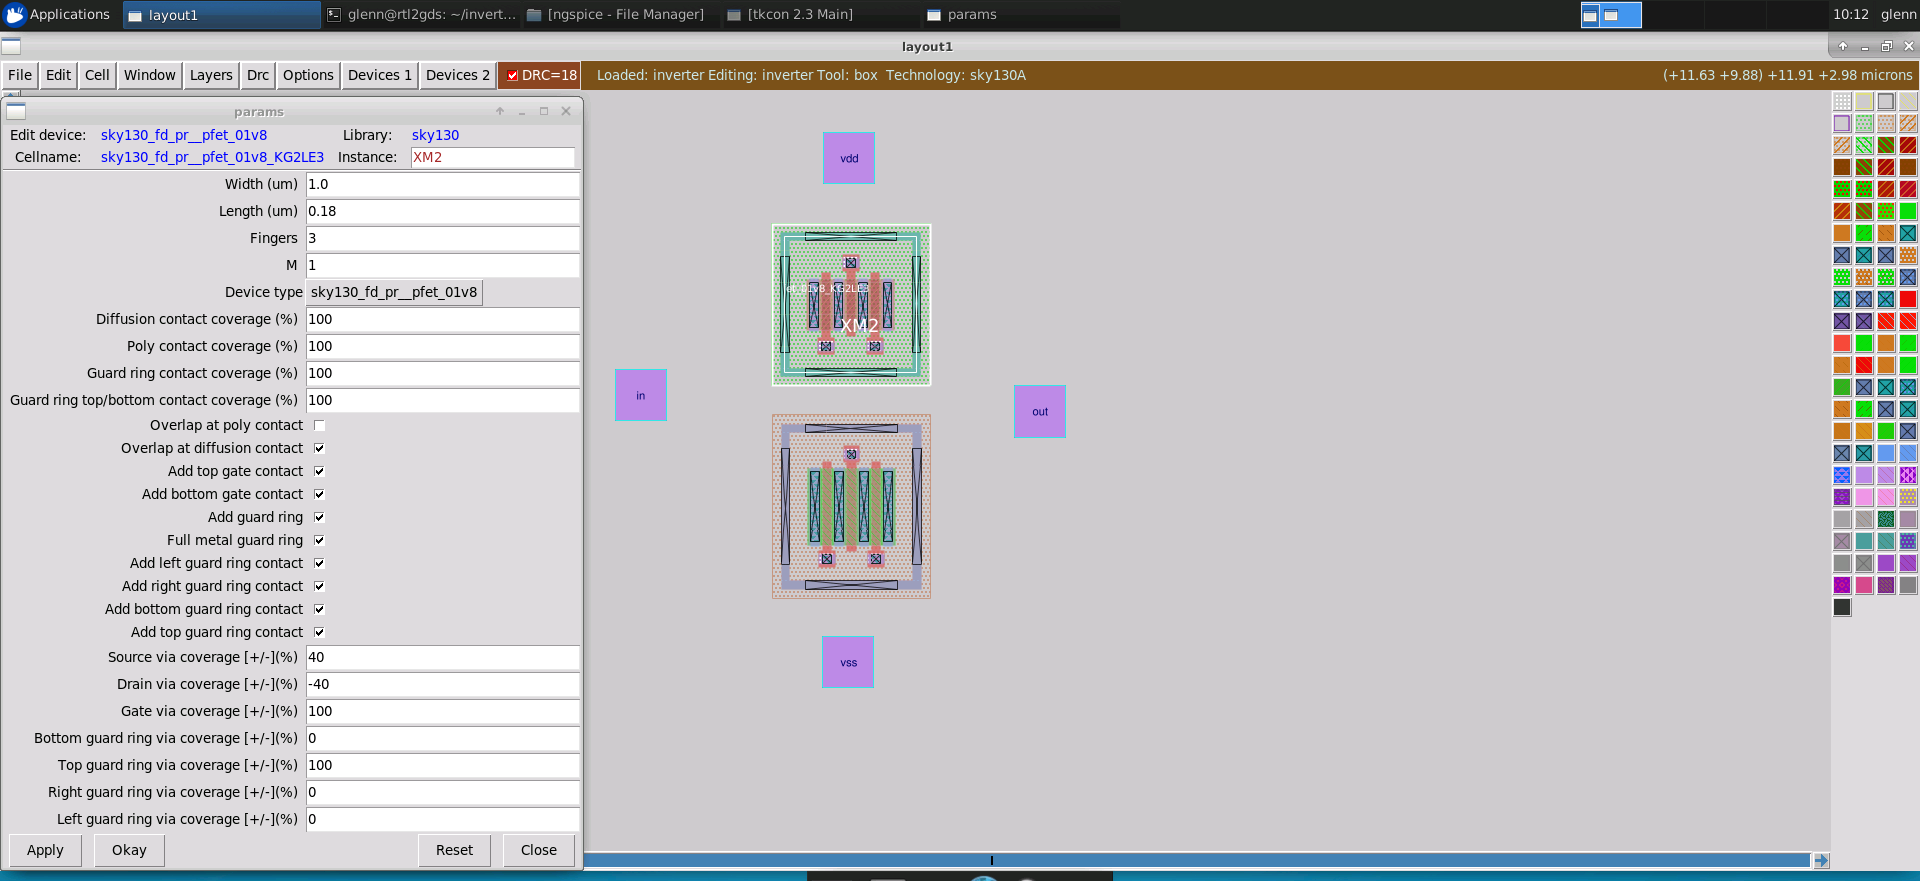 Applications layout1 glenn@rtl2gds: ~/invert... [ngspice - File Manager] [tkcon 2.3 Main] params 10:12 glenn
layout1
File Edit Cell Window Layers Drc Options Devices 1 Devices 2 DRC=18 Loaded: inverter Editing: inverter Tool: box Technology: sky130A (+11.63 +9.88) +11.91 +2.98 microns
params
Edit device: sky130_fd_pr__pfet_01v8 Library: sky130
Cellname: sky130_fd_pr__pfet_01v8_KG2LE3 Instance: XM2
Width (um) 1.0
Length (um) 0.18
Fingers 3
M 1
Device type sky130_fd_pr__pfet_01v8
Diffusion contact coverage (%) 100
Poly contact coverage (%) 100
Guard ring contact coverage (%) 100
Guard ring top/bottom contact coverage (%) 100
Overlap at poly contact
Overlap at diffusion contact
Add top gate contact
Add bottom gate contact
Add guard ring
Full metal guard ring
Add left guard ring contact
Add right guard ring contact
Add bottom guard ring contact
Add top guard ring contact
Source via coverage [+/-](%) 40
Drain via coverage [+/-](%) -40
Gate via coverage [+/-](%) 100
Bottom guard ring via coverage [+/-](%) 0
Top guard ring via coverage [+/-](%) 100
Right guard ring via coverage [+/-](%) 0
Left guard ring via coverage [+/-](%) 0
Apply Okay Reset Close
vdd
XM2
in
out
vss